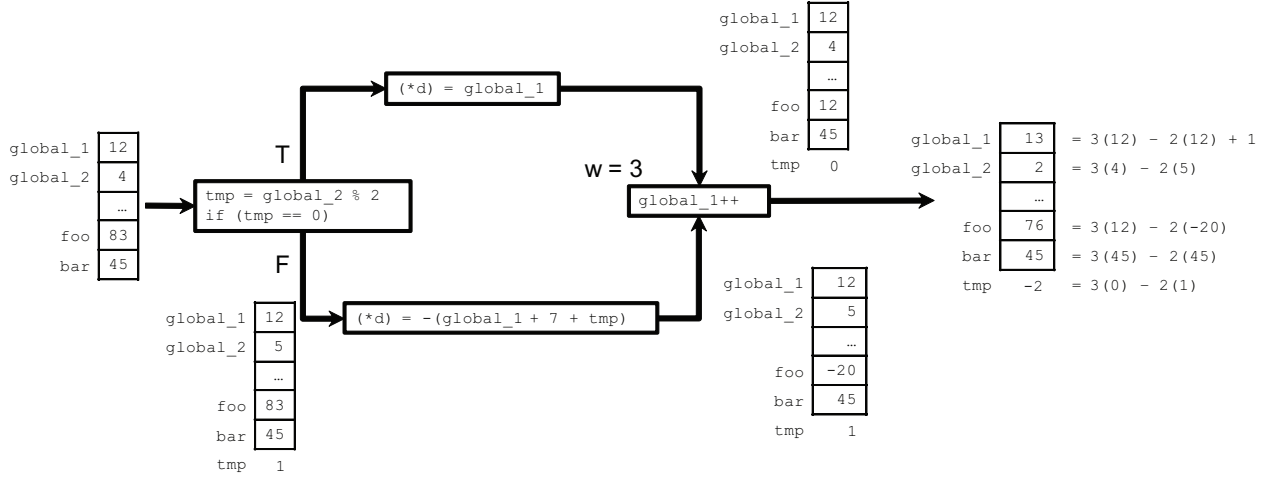 global_1 12
global_2 4
…
foo 83
bar 45
tmp = global_2 % 2
if (tmp == 0)
T
F
(*d) = global_1
global_1 12
global_2 5
…
foo 83
bar 45
tmp 1
(*d) = -(global_1 + 7 + tmp)
w = 3
global_1++
global_1 12
global_2 4
…
foo 12
bar 45
tmp 0
global_1 12
global_2 5
…
foo -20
bar 45
tmp 1
global_1 13 = 3(12) - 2(12) + 1
global_2 2 = 3(4) - 2(5)
…
foo 76 = 3(12) - 2(-20)
bar 45 = 3(45) - 2(45)
tmp -2 = 3(0) - 2(1)